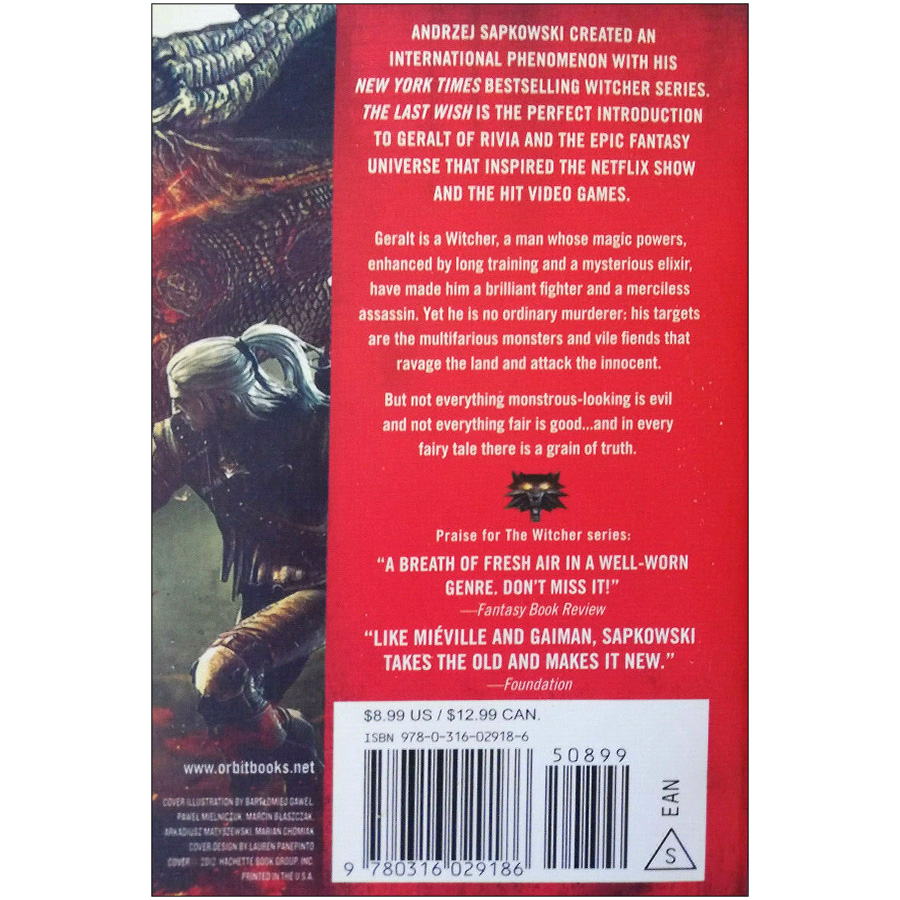 ANDRZEJ SAPKOWSKI CREATED AN
INTERNATIONAL PHENOMENON WITH HIS
NEW YORK TIMES BESTSELLING WITCHER SERIES.
THE LAST WISH IS THE PERFECT INTRODUCTION
TO GERALT OF RIVIA AND THE EPIC FANTASY
UNIVERSE THAT INSPIRED THE NETFLIX SHOW
AND THE HIT VIDEO GAMES.
Geralt is a Witcher, a man whose magic powers,
enhanced by long training and a mysterious elixir,
have made him a brilliant fighter and a merciless
assassin. Yet he is no ordinary murderer: his targets
are the multifarious monsters and vile fiends that
ravage the land and attack the innocent.
But not everything monstrous-looking is evil
and not everything fair is good...and in every
fairy tale there is a grain of truth.
Praise for The Witcher series:
“A BREATH OF FRESH AIR IN A WELL-WORN
GENRE. DON’T MISS IT!”
—Fantasy Book Review
“LIKE MIÉVILLE AND GAIMAN, SAPKOWSKI
TAKES THE OLD AND MAKES IT NEW.”
—Foundation
$8.99 US / $12.99 CAN.
ISBN 978-0-316-02918-6
50899
9 780316 029186
EAN
S
www.orbitbooks.net
COVER ILLUSTRATION BY BARTŁOMIEJ GAWEŁ,
PAWEŁ MIELNICZUK, MARCIN BŁASZCZAK,
ARKADIUSZ MATYSZEWSKI, MARIAN CHOMIAK
COVER DESIGN BY LAUREN PANEPINTO
COVER 2012 HACHETTE BOOK GROUP, INC.
PRINTED IN THE U.S.A.